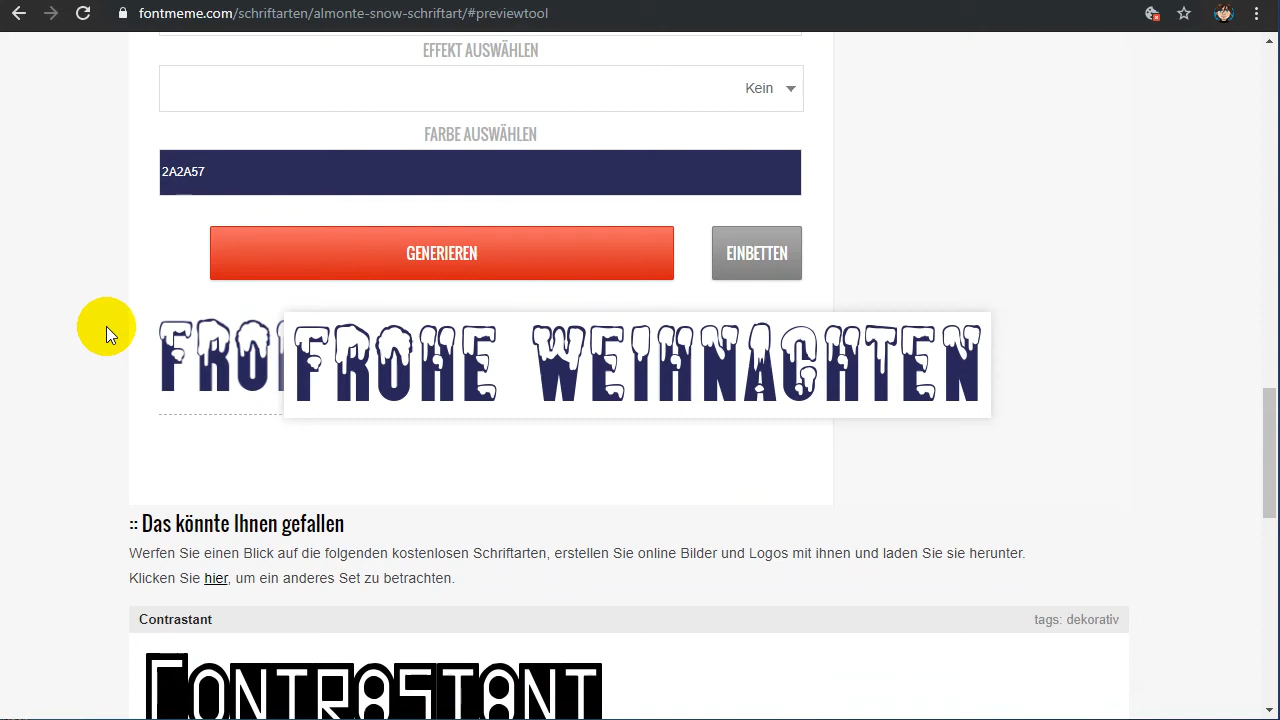 fontmeme.com/schriftarten/almonte-snow-schriftart/#previewtool
EFFEKT AUSWÄHLEN
Kein
FARBE AUSWÄHLEN
2A2A57
GENERIEREN
EINBETTEN
FRO
FROHE WEIHNACHTEN
:: Das könnte Ihnen gefallen
Werfen Sie einen Blick auf die folgenden kostenlosen Schriftarten, erstellen Sie online Bilder und Logos mit ihnen und laden Sie sie herunter.
Klicken Sie hier, um ein anderes Set zu betrachten.
Contrastant
tags: dekorativ
CONTRASTANT